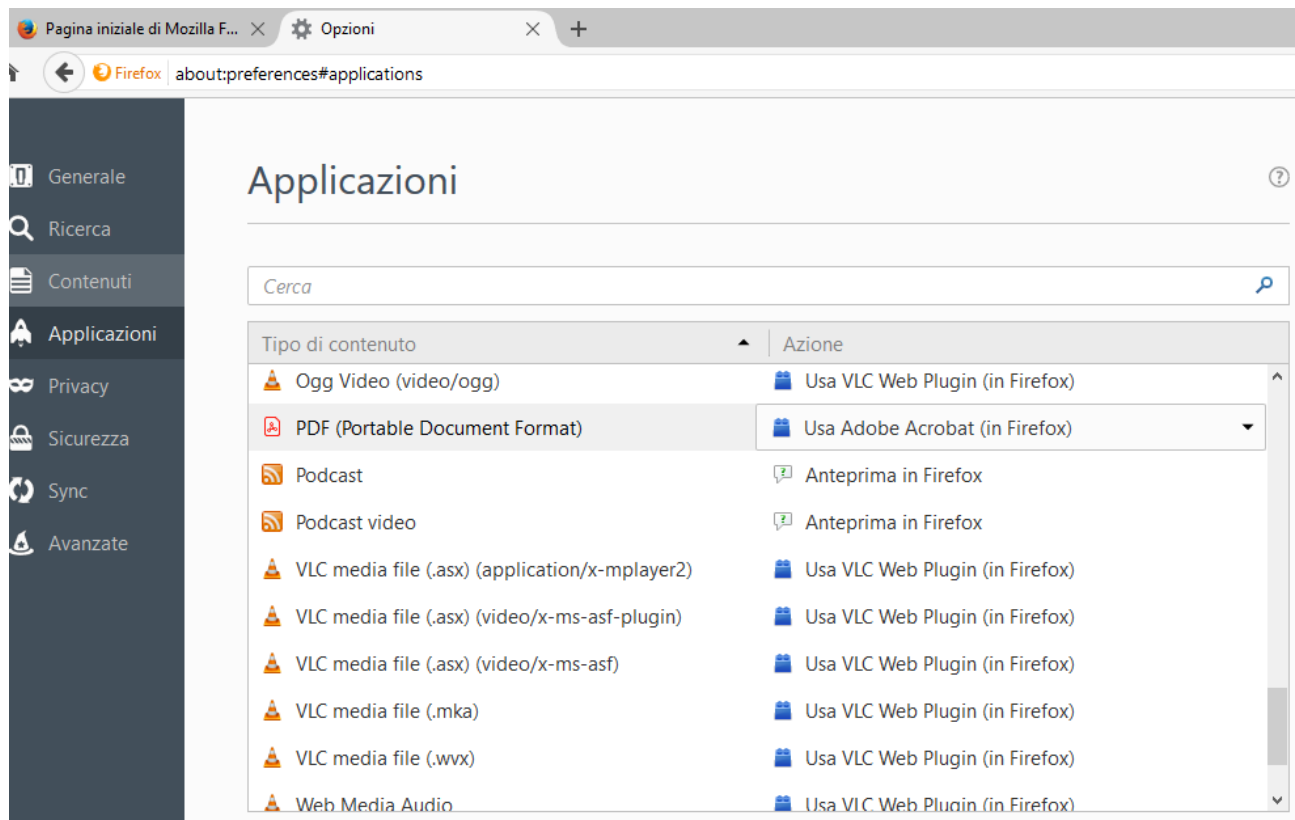 Pagina iniziale di Mozilla F...
Opzioni
Firefox
about:preferences#applications
Generale
Ricerca
Contenuti
Applicazioni
Privacy
Sicurezza
Sync
Avanzate
Applicazioni
Cerca
Tipo di contenuto Azione
Ogg Video (video/ogg) Usa VLC Web Plugin (in Firefox)
PDF (Portable Document Format) Usa Adobe Acrobat (in Firefox)
Podcast Anteprima in Firefox
Podcast video Anteprima in Firefox
VLC media file (.asx) (application/x-mplayer2) Usa VLC Web Plugin (in Firefox)
VLC media file (.asx) (video/x-ms-asf-plugin) Usa VLC Web Plugin (in Firefox)
VLC media file (.asx) (video/x-ms-asf) Usa VLC Web Plugin (in Firefox)
VLC media file (.mka) Usa VLC Web Plugin (in Firefox)
VLC media file (.wvx) Usa VLC Web Plugin (in Firefox)
Web Media Audio Usa VLC Web Plugin (in Firefox)